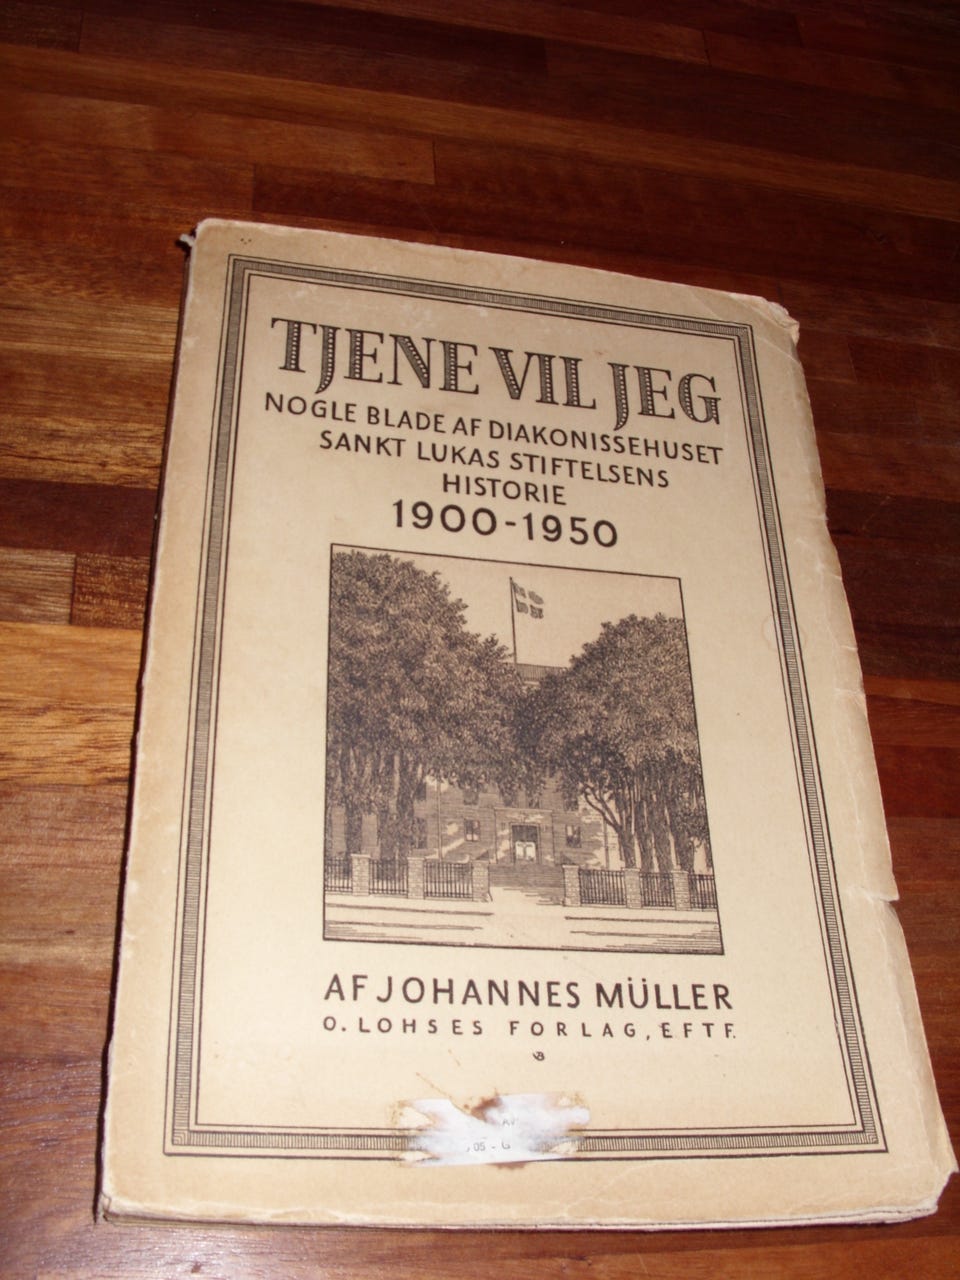 TJENE VIL JEG
NOGLE BLADE AF DIAKONISSEHUSET
SANKT LUKAS STIFTELSENS
HISTORIE
1900-1950
AF JOHANNES MÜLLER
O. LOHSES FORLAG, EFTF.